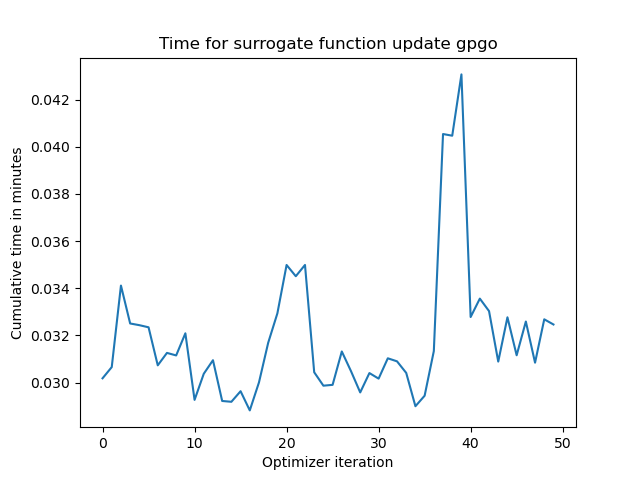 Time for surrogate function update gpgo
Cumulative time in minutes
0.042
0.040
0.038
0.036
0.034
0.032
0.030
0 10 20 30 40 50
Optimizer iteration